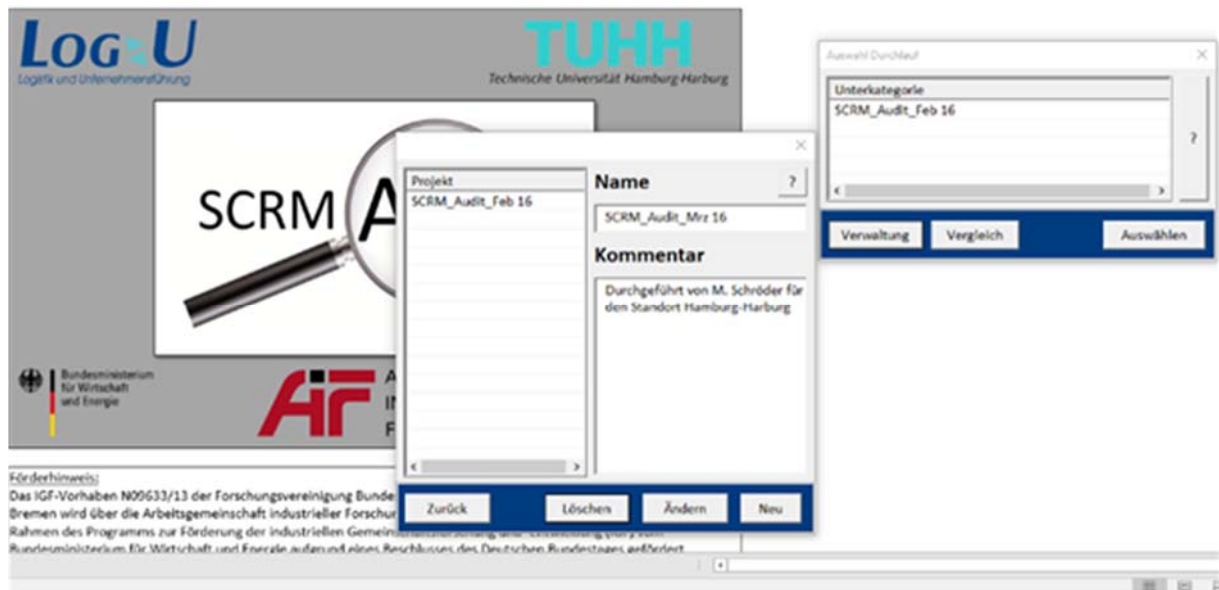 LOG U
Logistik und Unternehmensführung
TUHH
Technische Universität Hamburg-Harburg
SCRM A
Bundesministerium
für Wirtschaft
und Energie
AiF
A
F
Förderhinweis:
Das IGF-Vorhaben N09633/13 der Forschungsvereinigung Bunde
Bremen wird über die Arbeitsgemeinschaft industrieller Forschun
Rahmen des Programms zur Förderung der industriellen
vom
Bundesministerium für Wirtschaft und Energie aufgrund eines Beschlusses des Deutschen Bundestages gefördert
Projekt
SCRM_Audit_Feb 16
Name
?
SCRM_Audit_Mrz 16
Kommentar
Durchgeführt von M. Schröder für
den Standort Hamburg-Harburg
Zurück
Löschen
Ändern
Neu
Auswahl Durchlauf
Unterkategorie
SCRM_Audit_Feb 16
?
Verwaltung
Vergleich
Auswählen